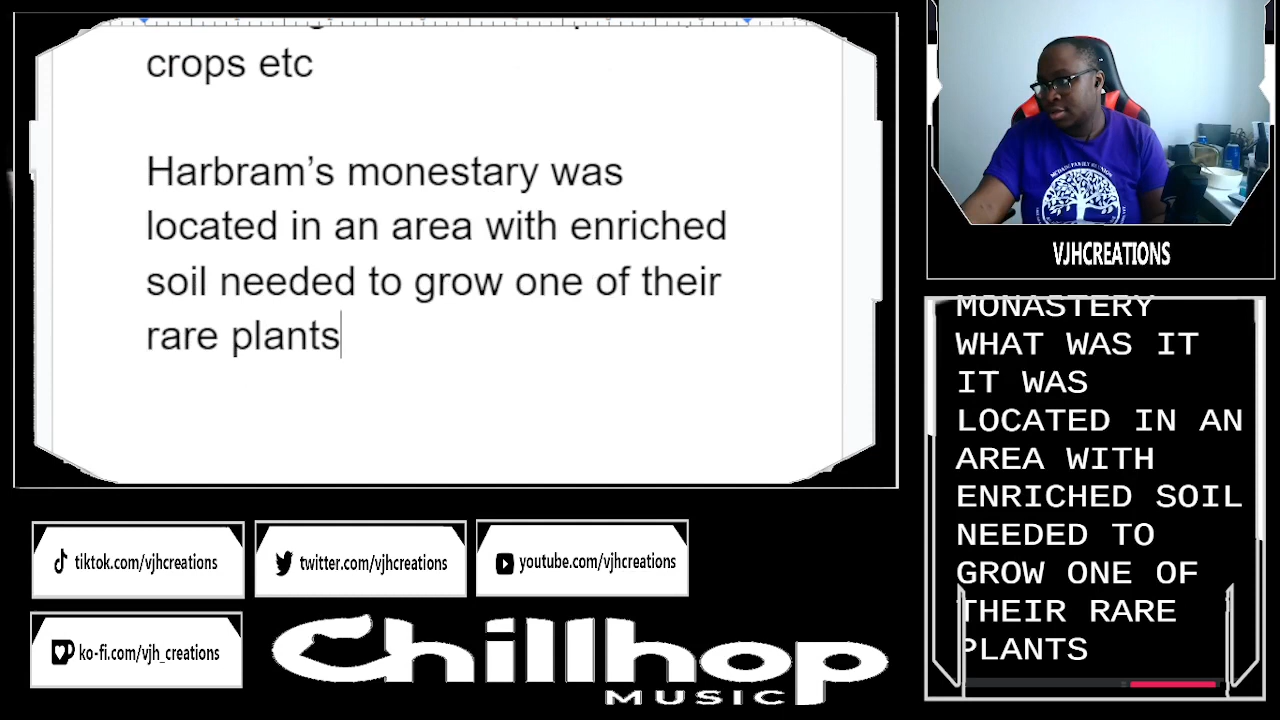 crops etc
Harbram’s monestary was
located in an area with enriched
soil needed to grow one of their
rare plants
VJHCREATIONS
MONASTERY
WHAT WAS IT
IT WAS
LOCATED IN AN
AREA WITH
ENRICHED SOIL
NEEDED TO
GROW ONE OF
THEIR RARE
PLANTS
tiktok.com/vjhcreations
twitter.com/vjhcreations
youtube.com/vjhcreations
ko-fi.com/vjh_creations
Chillhop
MUSIC